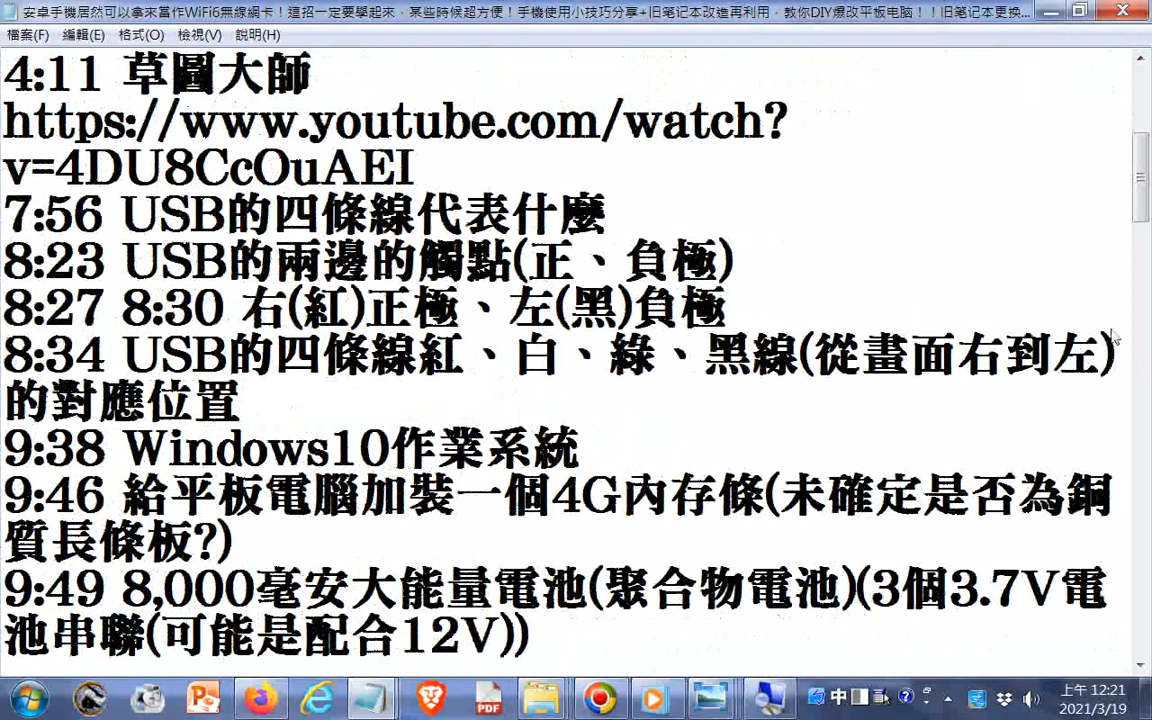 安卓手機居然可以拿來當作WiFi6無線網卡！這招一定要學起來，某些時候超方便！手機使用小技巧分享+旧笔记本改進再利用，教你DIY爆改平板电脑！！旧笔记本更換...
檔案(F) 編輯(E) 格式(O) 檢視(V) 說明(H)
4:11 草圖大師
https://www.youtube.com/watch?
v=4DU8CcOuAEI
7:56 USB的四條線代表什麼
8:23 USB的兩邊的觸點(正、負極)
8:27 8:30 右(紅)正極、左(黑)負極
8:34 USB的四條線紅、白、綠、黑線(從畫面右到左)
的對應位置
9:38 Windows10作業系統
9:46 給平板電腦加裝一個4G內存條(未確定是否為銅
質長條板?)
9:49 8,000毫安大能量電池(聚合物電池)(3個3.7V電
池串聯(可能是配合12V))
PDF
中
上午 12:21
2021/3/19